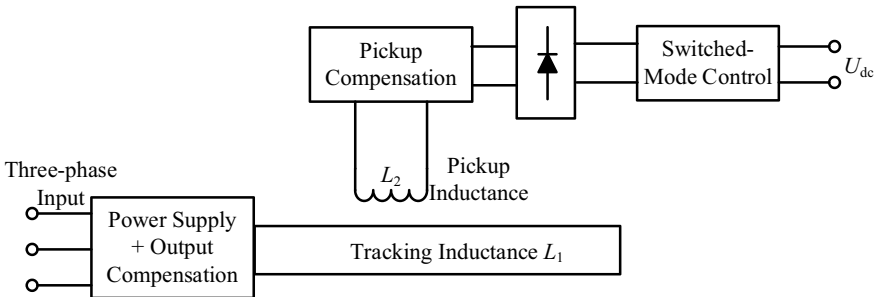 Pickup
Compensation
Switched-
Mode Control
U_dc
L_2
Pickup
Inductance
Three-phase
Input
Power Supply
+ Output
Compensation
Tracking Inductance L_1